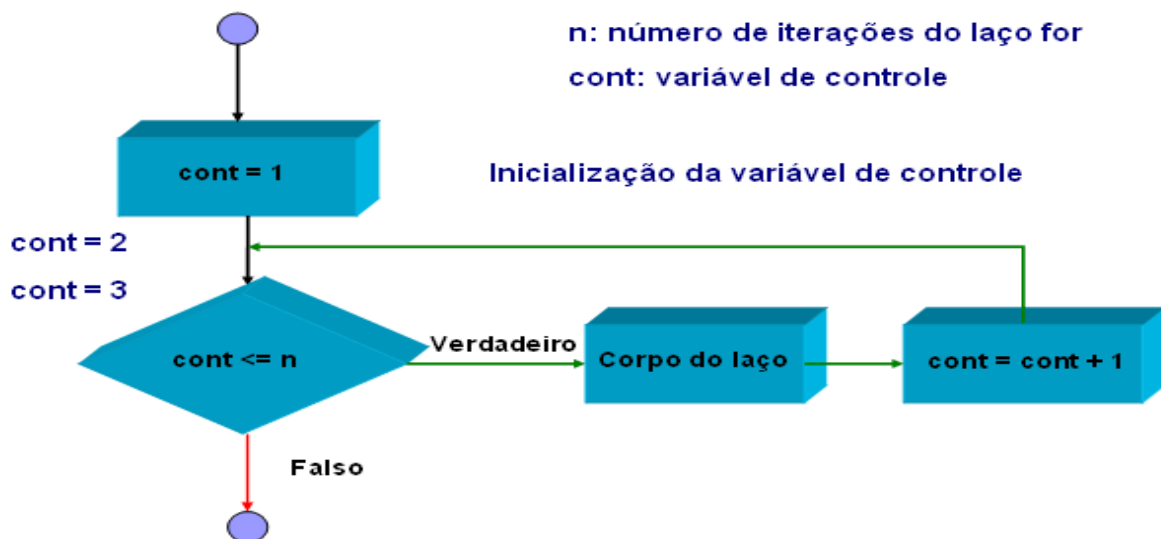 n: número de iterações do laço for
cont: variável de controle
cont = 1
Inicialização da variável de controle
cont = 2
cont = 3
cont <= n
Verdadeiro
Corpo do laço
cont = cont + 1
Falso